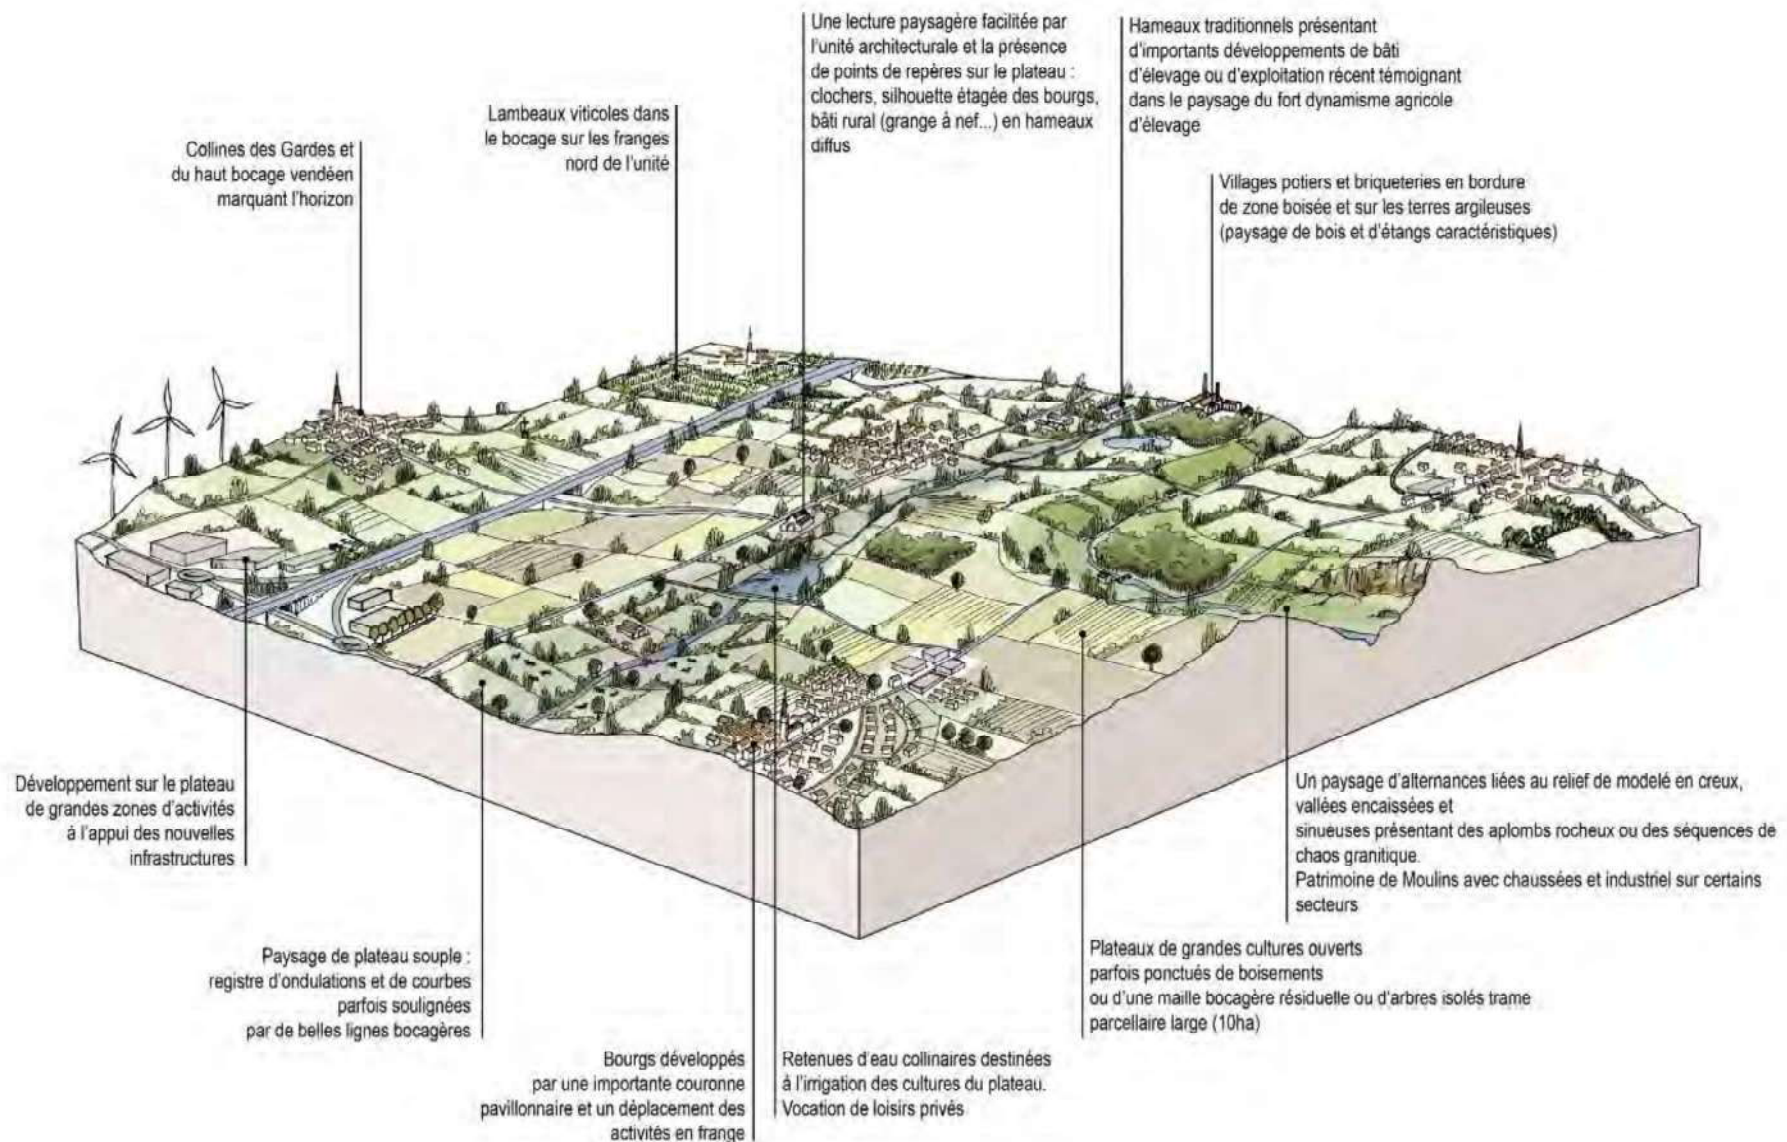 Une lecture paysagère facilitée par
l'unité architecturale et la présence
de points de repères sur le plateau :
clochers, silhouette étagée des bourgs,
bâti rural (grange à nef...) en hameaux
diffus
Hameaux traditionnels présentant
d'importants développements de bâti
d'élevage ou d'exploitation récent témoignant
dans le paysage du fort dynamisme agricole
d'élevage
Lambeaux viticoles dans
le bocage sur les franges
nord de l'unité
Collines des Gardes et
du haut bocage vendéen
marquant l'horizon
Villages potiers et briqueteries en bordure
de zone boisée et sur les terres argileuses
(paysage de bois et d'étangs caractéristiques)
Développement sur le plateau
de grandes zones d'activités
à l'appui des nouvelles
infrastructures
Un paysage d'alternances liées au relief de modelé en creux,
vallées encaissées et
sinueuses présentant des aplombs rocheux ou des séquences de
chaos granitique.
Patrimoine de Moulins avec chaussées et industriel sur certains
secteurs
Paysage de plateau souple :
registre d'ondulations et de courbes
parfois soulignées
par de belles lignes bocagères
Plateaux de grandes cultures ouverts
parfois ponctués de boisements
ou d'une maille bocagère résiduelle ou d'arbres isolés trame
parcellaire large (10ha)
Bourgs développés
par une importante couronne
pavillonnaire et un déplacement des
activités en frange
Retenues d'eau collinaires destinées
à l'irrigation des cultures du plateau.
Vocation de loisirs privés